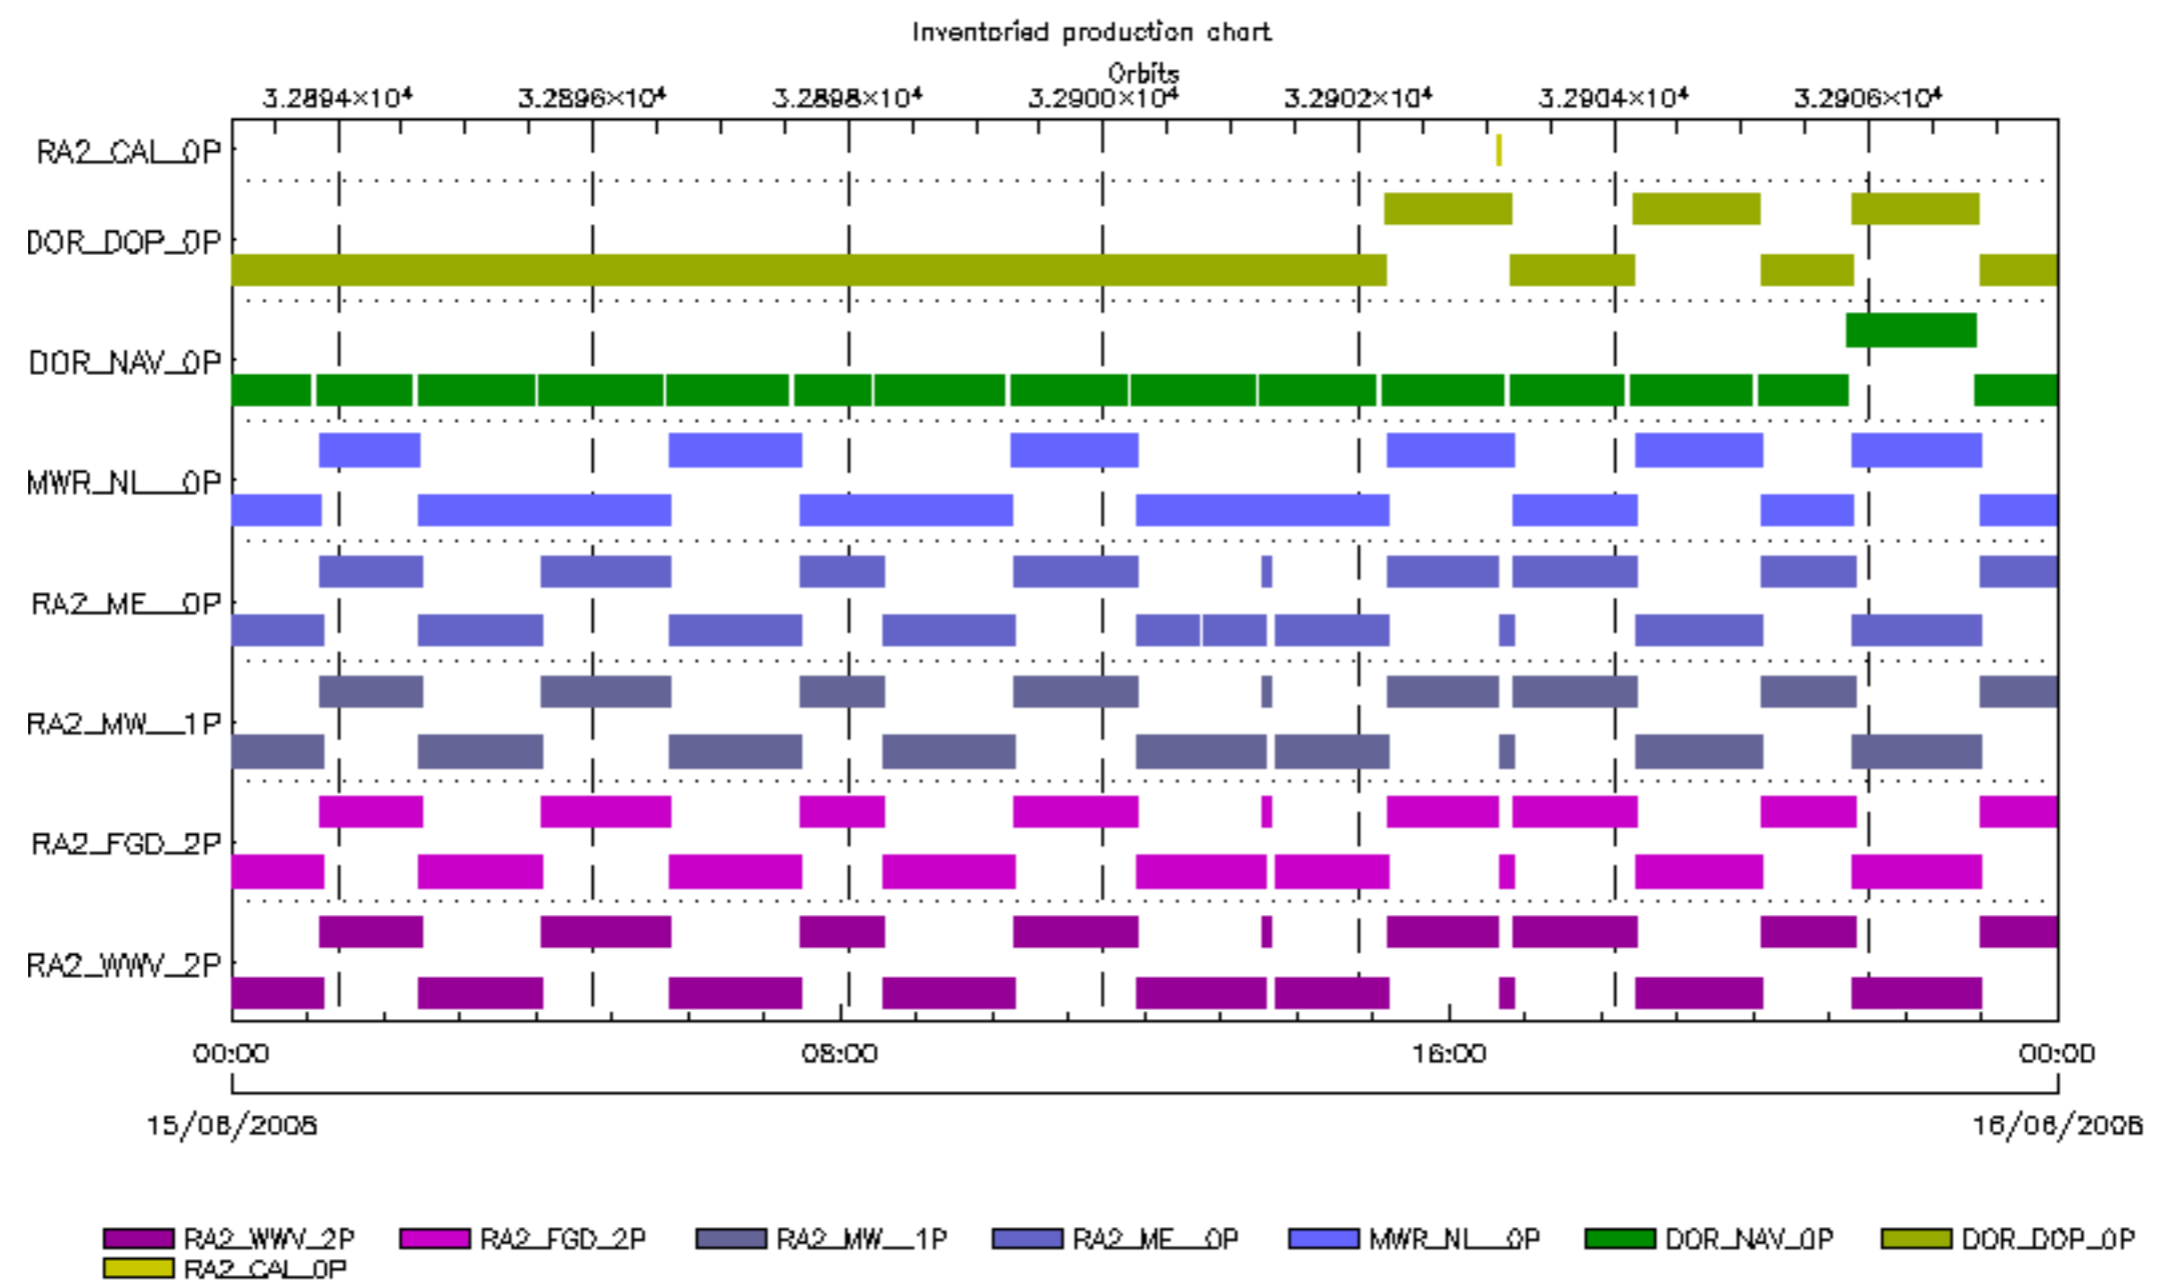 Inventoried production chart
Orbits
3.2894×10⁴ 3.2896×10⁴ 3.2898×10⁴ 3.2900×10⁴ 3.2902×10⁴ 3.2904×10⁴ 3.2906×10⁴
RA2_CAL_0P
DOR_DOP_0P
DOR_NAV_0P
MWR_NL__0P
RA2_ME__0P
RA2_MW__1P
RA2_FGD_2P
RA2_WWV_2P
00:00 08:00 16:00 00:00
15/06/2008 16/06/2008
RA2_WWV_2P RA2_FGD_2P RA2_MW__1P RA2_ME__0P MWR_NL__0P DOR_NAV_0P DOR_DOP_0P
RA2_CAL_0P